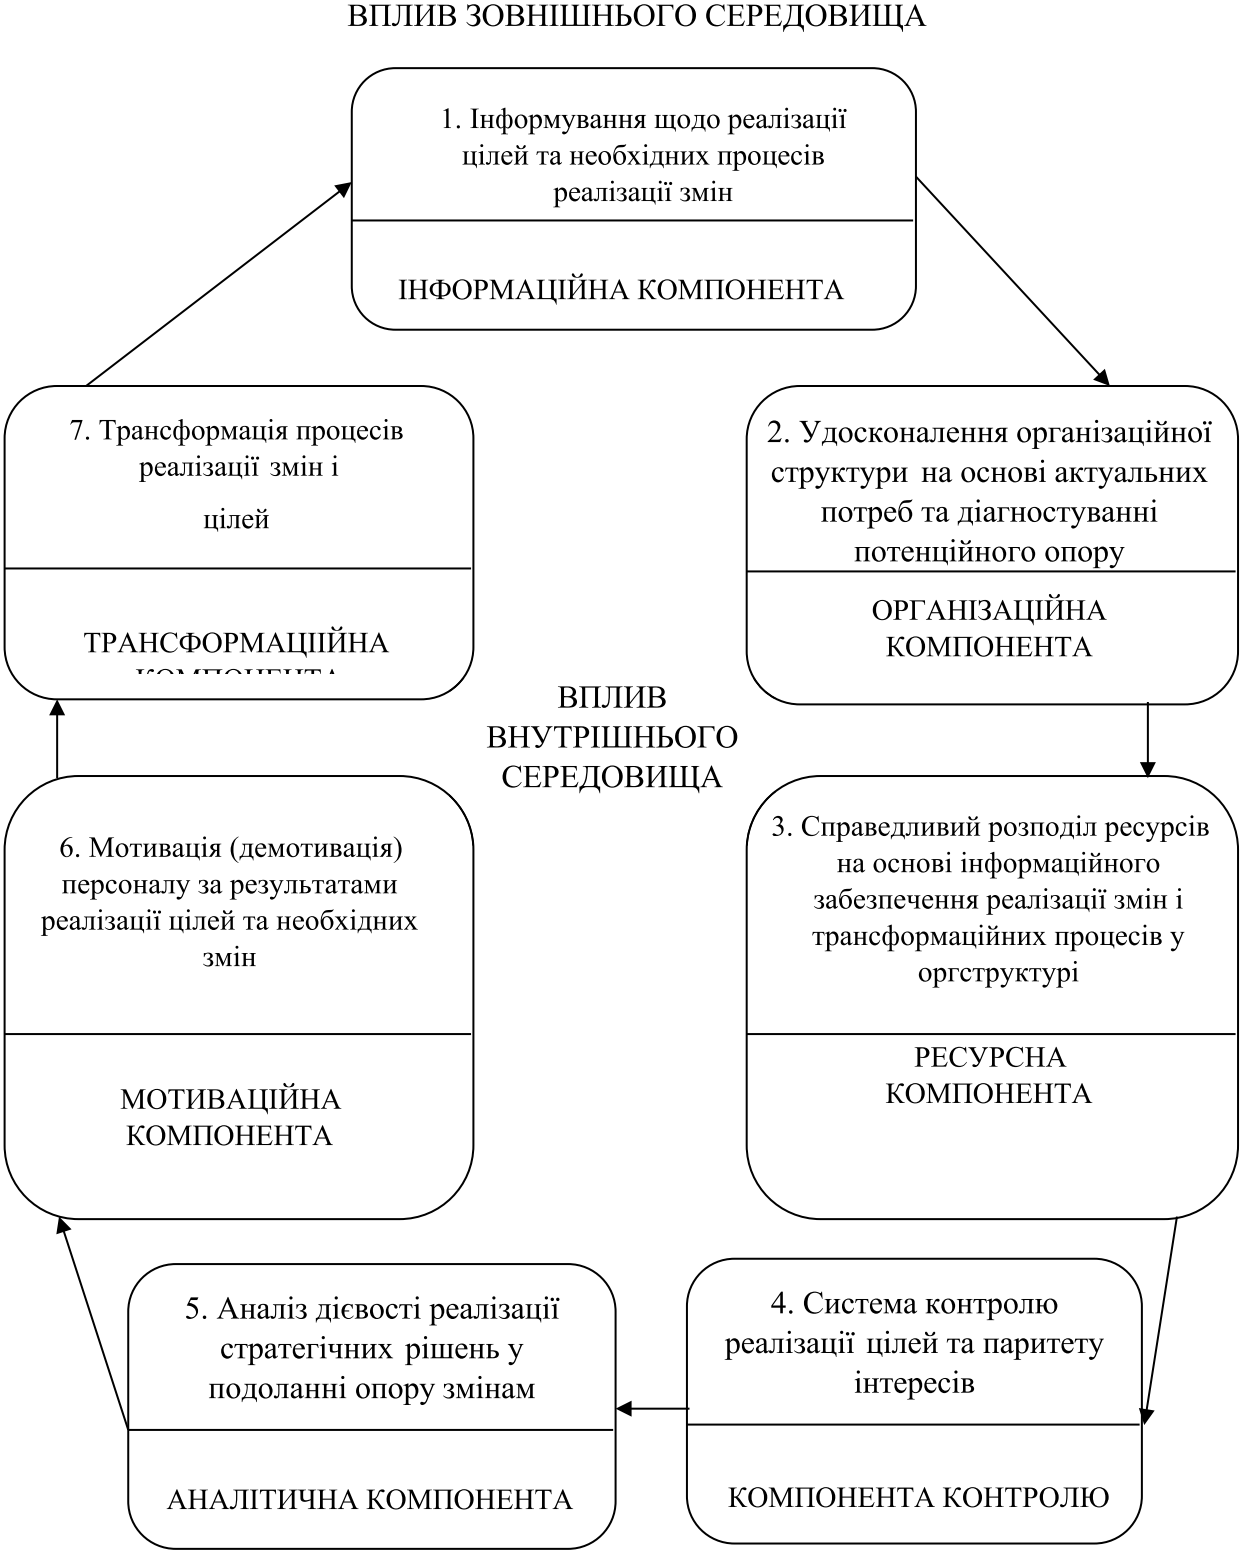 ВПЛИВ ЗОВНІШНЬОГО СЕРЕДОВИЩА
1. Інформування щодо реалізації
цілей та необхідних процесів
реалізації змін
ІНФОРМАЦІЙНА КОМПОНЕНТА
2. Удосконалення організаційної
структури на основі актуальних
потреб та діагностуванні
потенційного опору
ОРГАНІЗАЦІЙНА
КОМПОНЕНТА
3. Справедливий розподіл ресурсів
на основі інформаційного
забезпечення реалізації змін і
трансформаційних процесів у
оргструктурі
РЕСУРСНА
КОМПОНЕНТА
4. Система контролю
реалізації цілей та паритету
інтересів
КОМПОНЕНТА КОНТРОЛЮ
5. Аналіз дієвості реалізації
стратегічних рішень у
подоланні опору змінам
АНАЛІТИЧНА КОМПОНЕНТА
6. Мотивація (демотивація)
персоналу за результатами
реалізації цілей та необхідних
змін
МОТИВАЦІЙНА
КОМПОНЕНТА
7. Трансформація процесів
реалізації змін і
цілей
ТРАНСФОРМАЦІЙНА
КОМПОНЕНТА
ВПЛИВ
ВНУТРІШНЬОГО
СЕРЕДОВИЩА